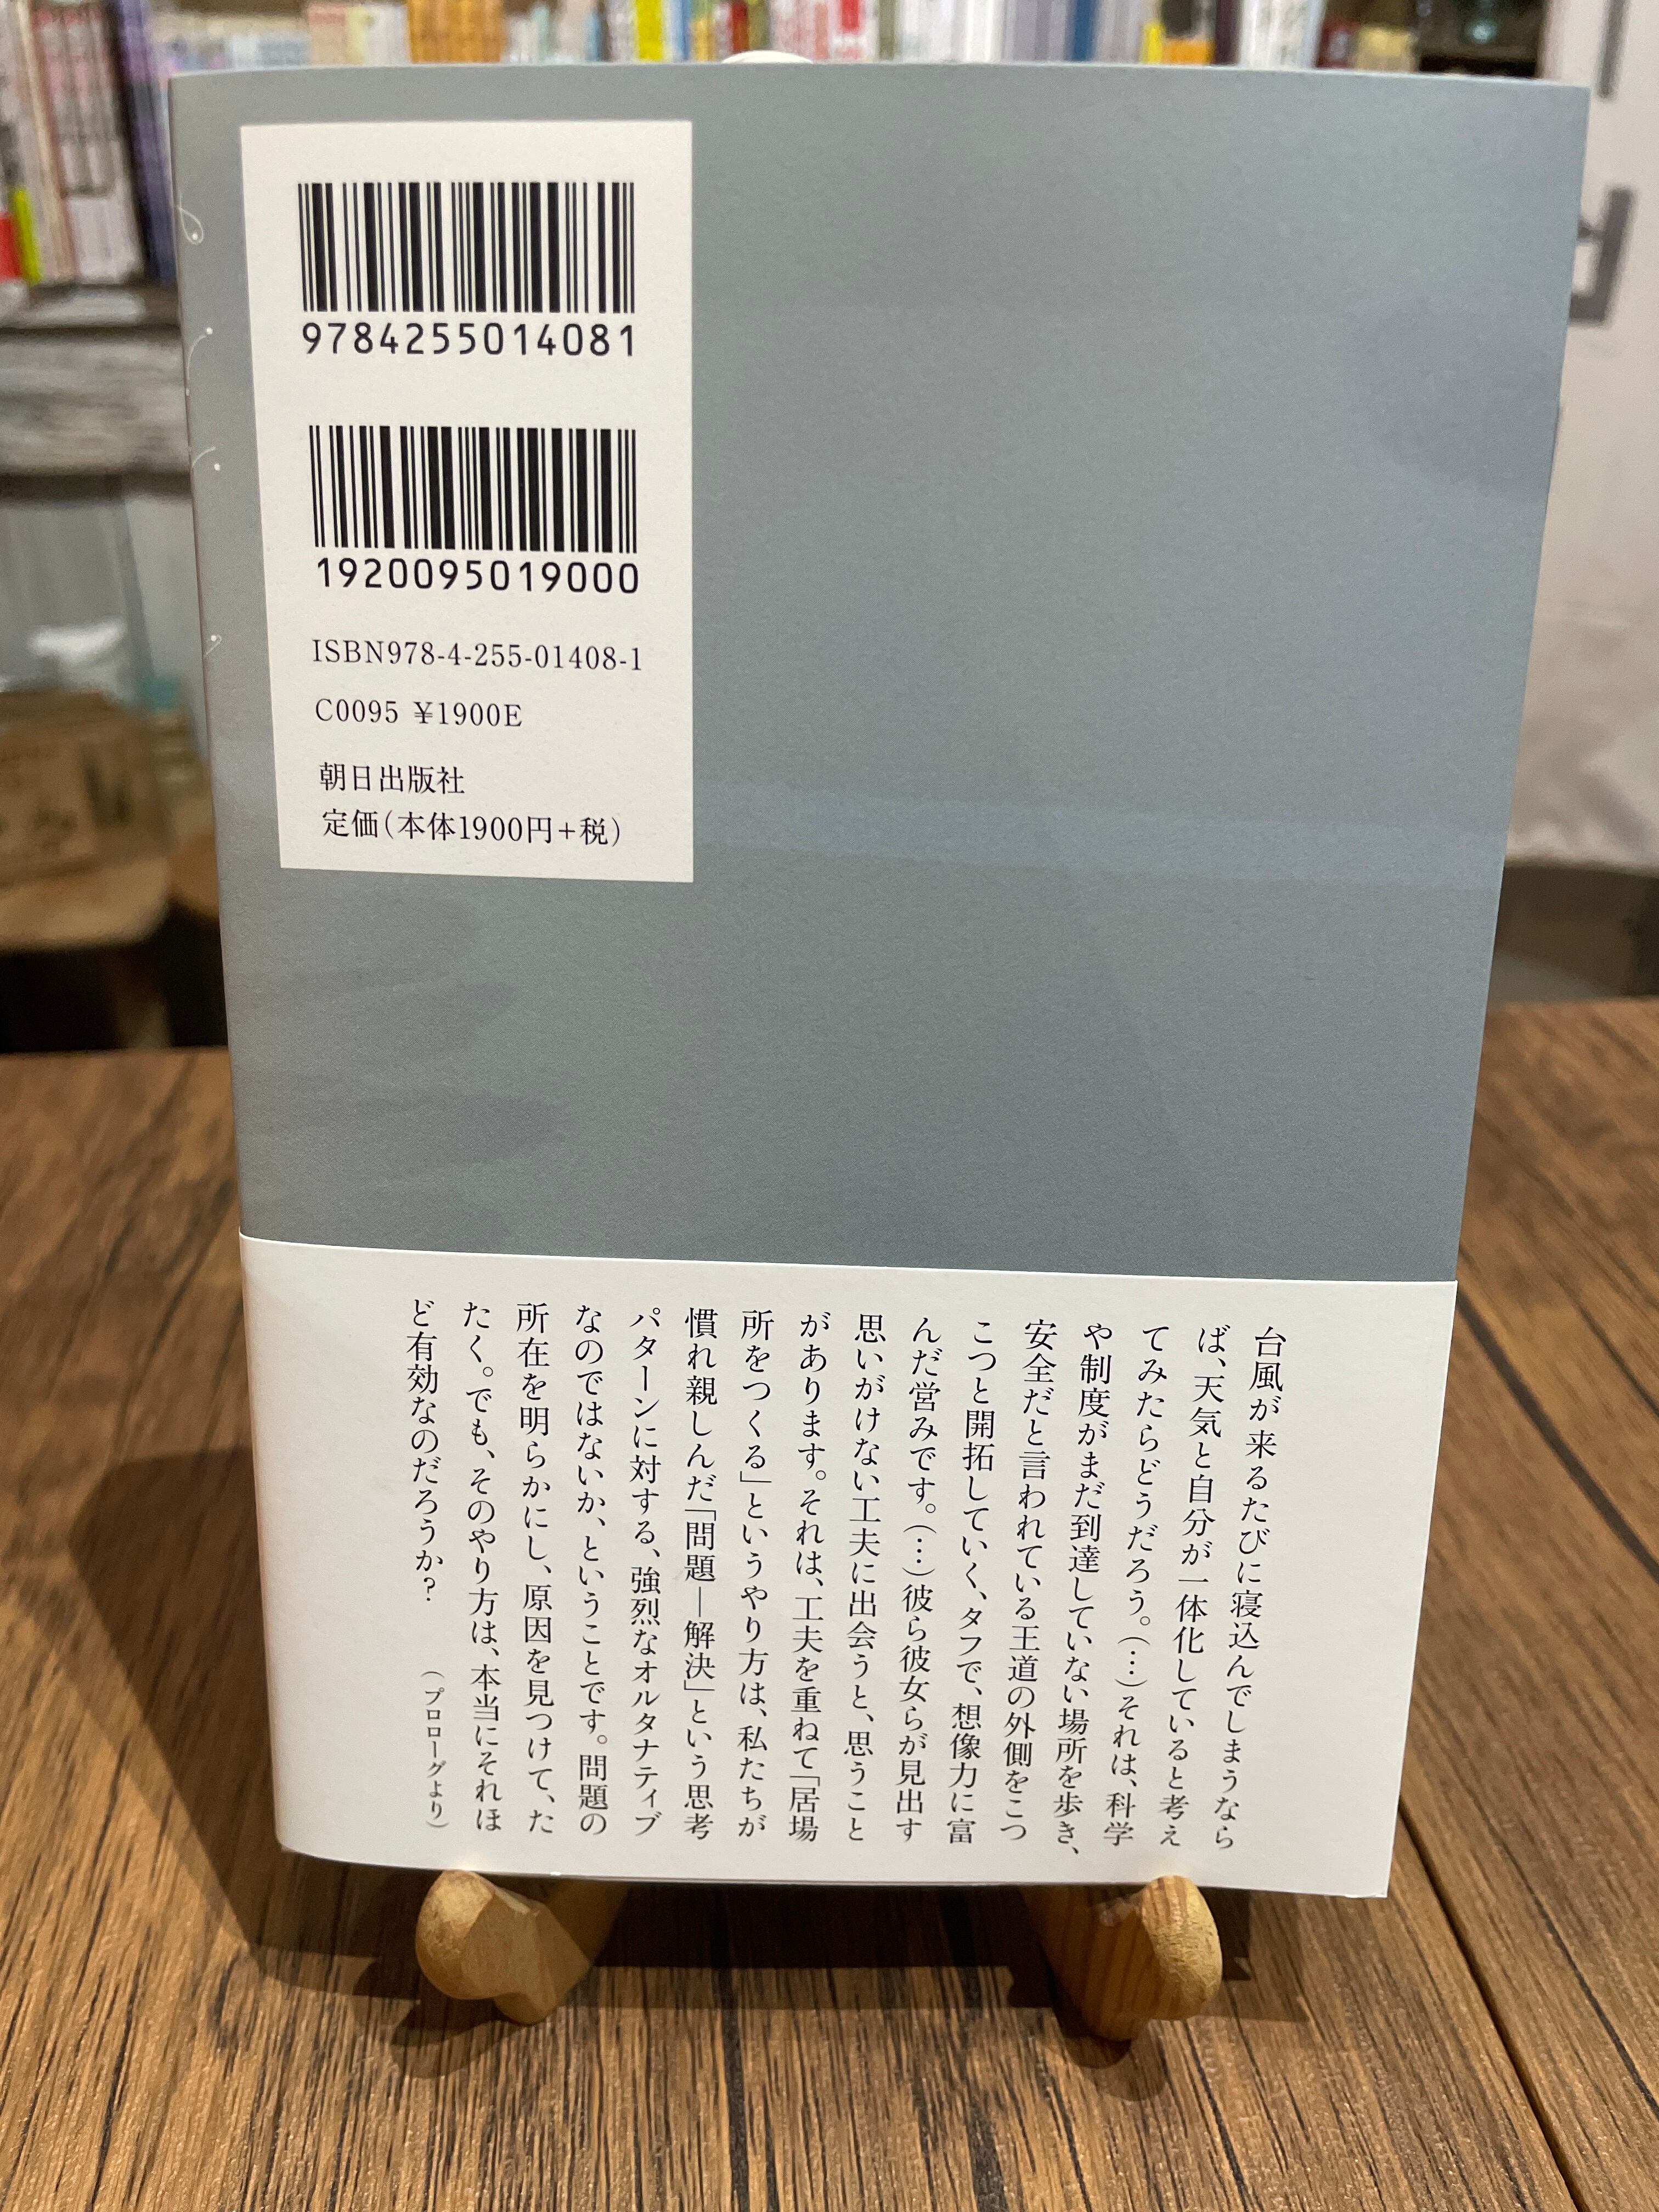 9784255014081
1920095019000
ISBN978-4-255-01408-1
C0095 ¥1900E
朝日出版社
定価(本体1900円+税)
台風が来るたびに寝込んでしまうなら
ば、天気と自分が一体化していると考え
てみたらどうだろう。(…)それは、科学
や制度がまだ到達していない場所を歩き、
安全だと言われている王道の外側をこつ
こつと開拓していく、タフで、想像力に富
んだ営みです。(…)彼ら彼女らが見出す
思いがけない工夫に出会うと、思うこと
があります。それは、工夫を重ねて「居場
所をつくる」というやり方は、私たちが
慣れ親しんだ「問題―解決」という思考
パターンに対する、強烈なオルタナティブ
なのではないか、ということです。問題の
所在を明らかにし、原因を見つけて、た
たく。でも、そのやり方は、本当にそれほ
ど有効なのだろうか?
(プロローグより)